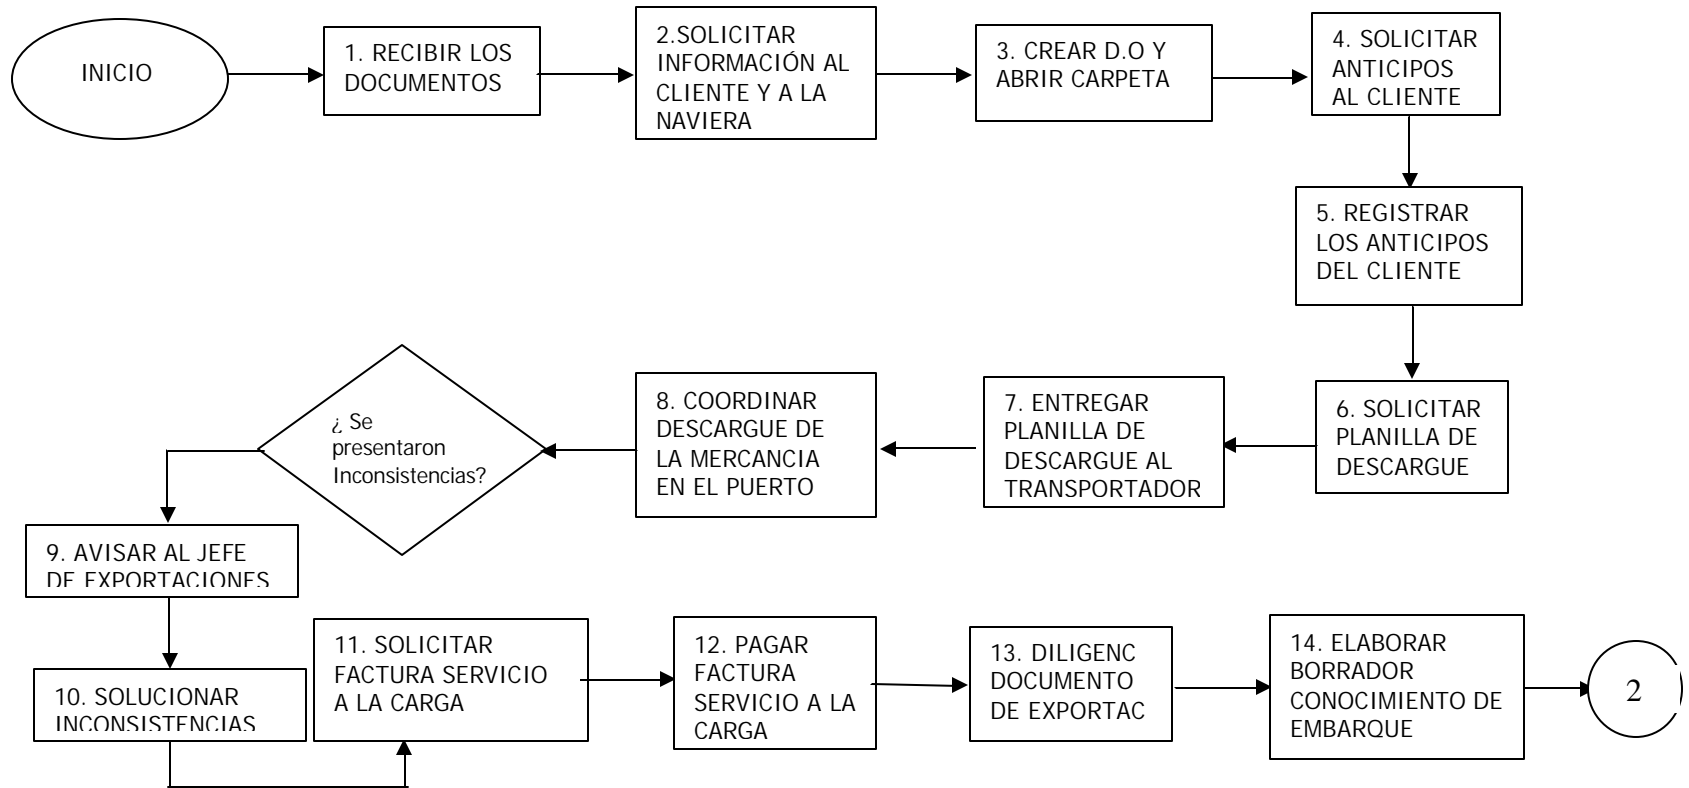 INICIO
1. RECIBIR LOS
DOCUMENTOS
2.SOLICITAR
INFORMACIÓN AL
CLIENTE Y A LA
NAVIERA
3. CREAR D.O Y
ABRIR CARPETA
4. SOLICITAR
ANTICIPOS
AL CLIENTE
5. REGISTRAR
LOS ANTICIPOS
DEL CLIENTE
6. SOLICITAR
PLANILLA DE
DESCARGUE
7. ENTREGAR
PLANILLA DE
DESCARGUE AL
TRANSPORTADOR
8. COORDINAR
DESCARGUE DE
LA MERCANCIA
EN EL PUERTO
¿ Se
presentaron
Inconsistencias?
9. AVISAR AL JEFE
DE EXPORTACIONES
10. SOLUCIONAR
INCONSISTENCIAS
11. SOLICITAR
FACTURA SERVICIO
A LA CARGA
12. PAGAR
FACTURA
SERVICIO A LA
CARGA
13. DILIGENC
DOCUMENTO
DE EXPORTAC
14. ELABORAR
BORRADOR
CONOCIMIENTO DE
EMBARQUE
2